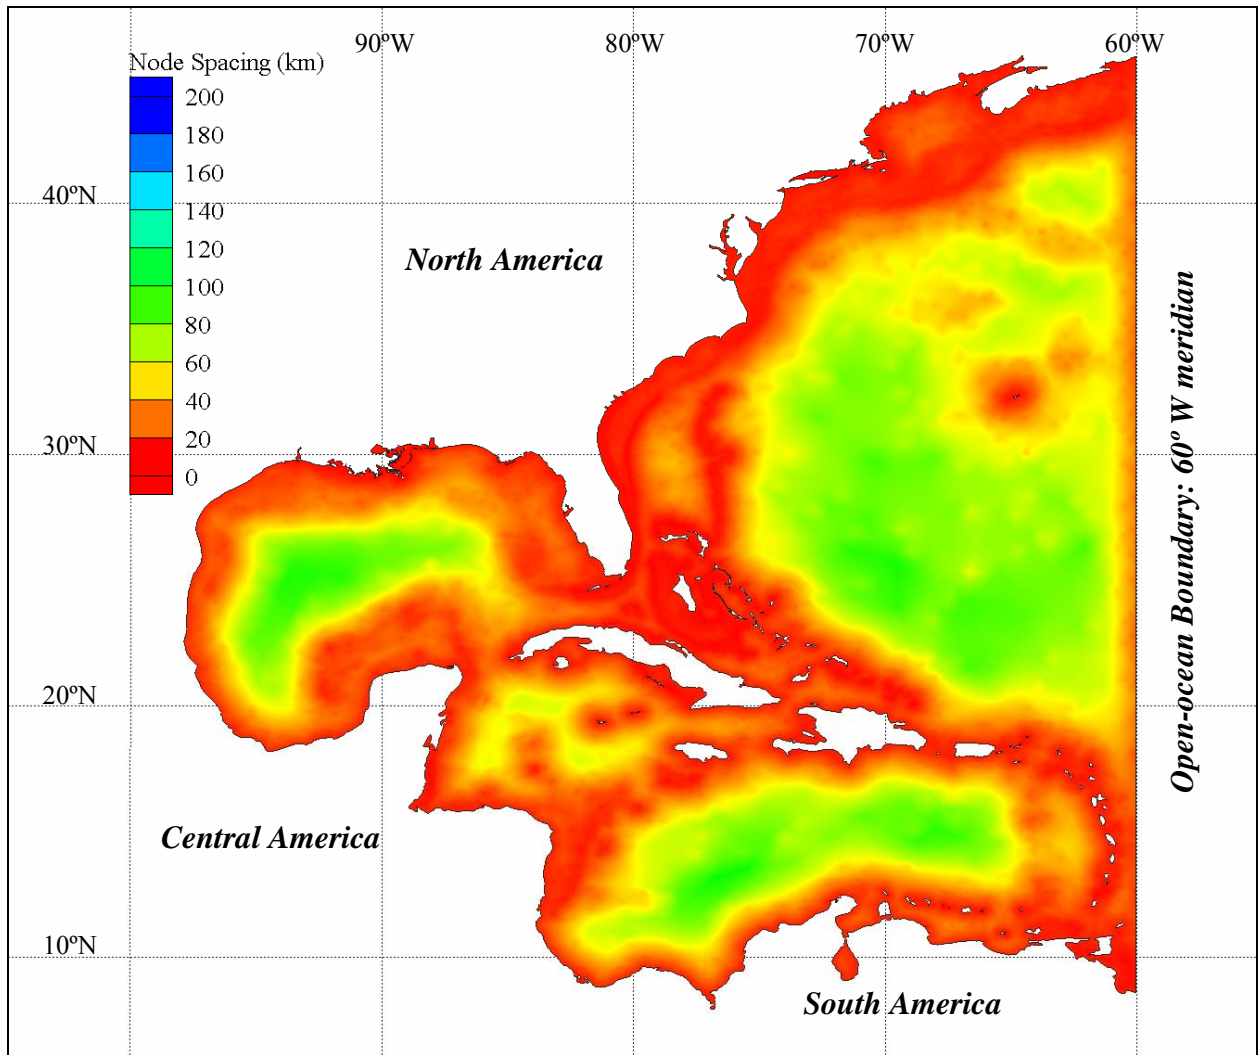 90ºW
80ºW
70ºW
60ºW
Node Spacing (km)
200
180
160
140
120
100
80
60
40
20
0
40ºN
30ºN
20ºN
10ºN
North America
Central America
South America
Open-ocean Boundary: 60º W meridian